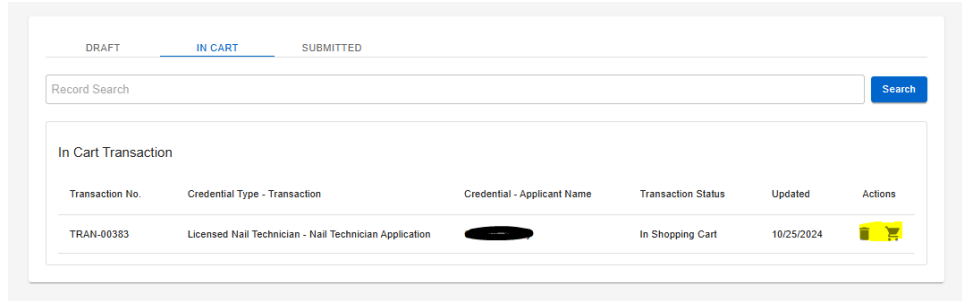 DRAFT IN CART SUBMITTED
Record Search Search
In Cart Transaction
Transaction No. Credential Type - Transaction Credential - Applicant Name Transaction Status Updated Actions
TRAN-00383 Licensed Nail Technician - Nail Technician Application In Shopping Cart 10/25/2024